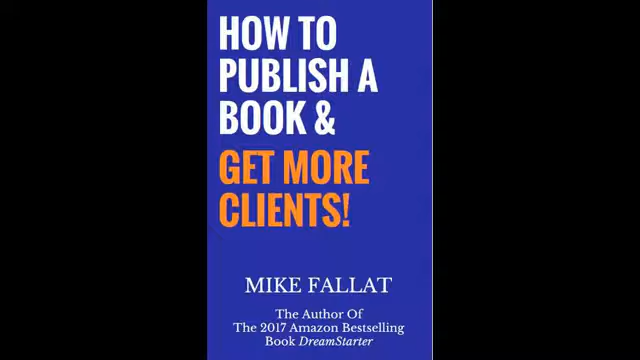 HOW TO
PUBLISH A
BOOK &
GET MORE
CLIENTS!
MIKE FALLAT
The Author Of
The 2017 Amazon Bestselling
Book DreamStarter